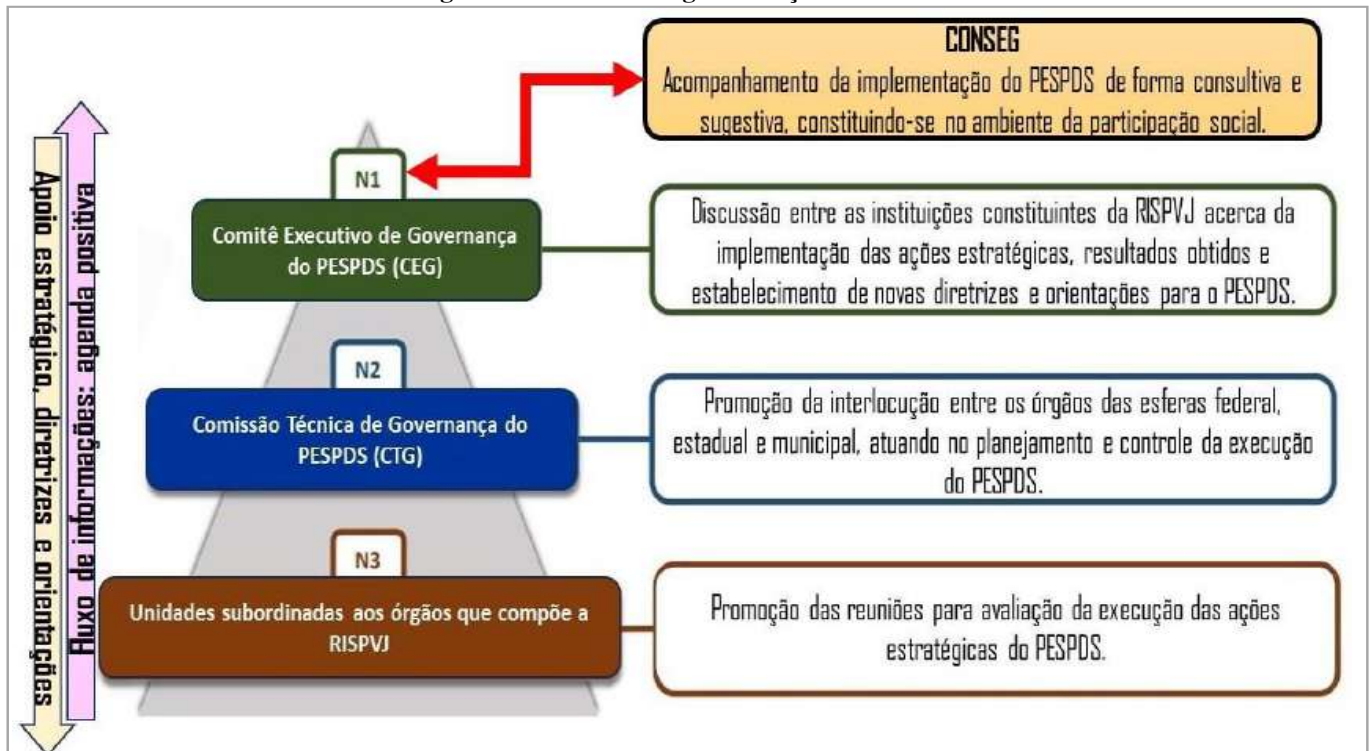 CONSEG
Acompanhamento da implementação do PESPDS de forma consultiva e
sugestiva, constituindo-se no ambiente da participação social.
N1
Comitê Executivo de Governança
do PESPDS (CEG)
Discussão entre as instituições constituintes da RISPVJ acerca da
implementação das ações estratégicas, resultados obtidos e
estabelecimento de novas diretrizes e orientações para o PESPDS.
N2
Comissão Técnica de Governança do
PESPDS (CTG)
Promoção da interlocução entre os órgãos das esferas federal,
estadual e municipal, atuando no planejamento e controle da execução
do PESPDS.
N3
Unidades subordinadas aos órgãos que compõe a
RISPVJ
Promoção das reuniões para avaliação da execução das ações
estratégicas do PESPDS.
Apoio estratégico, diretrizes e orientações
Fluxo de informações: agenda positiva